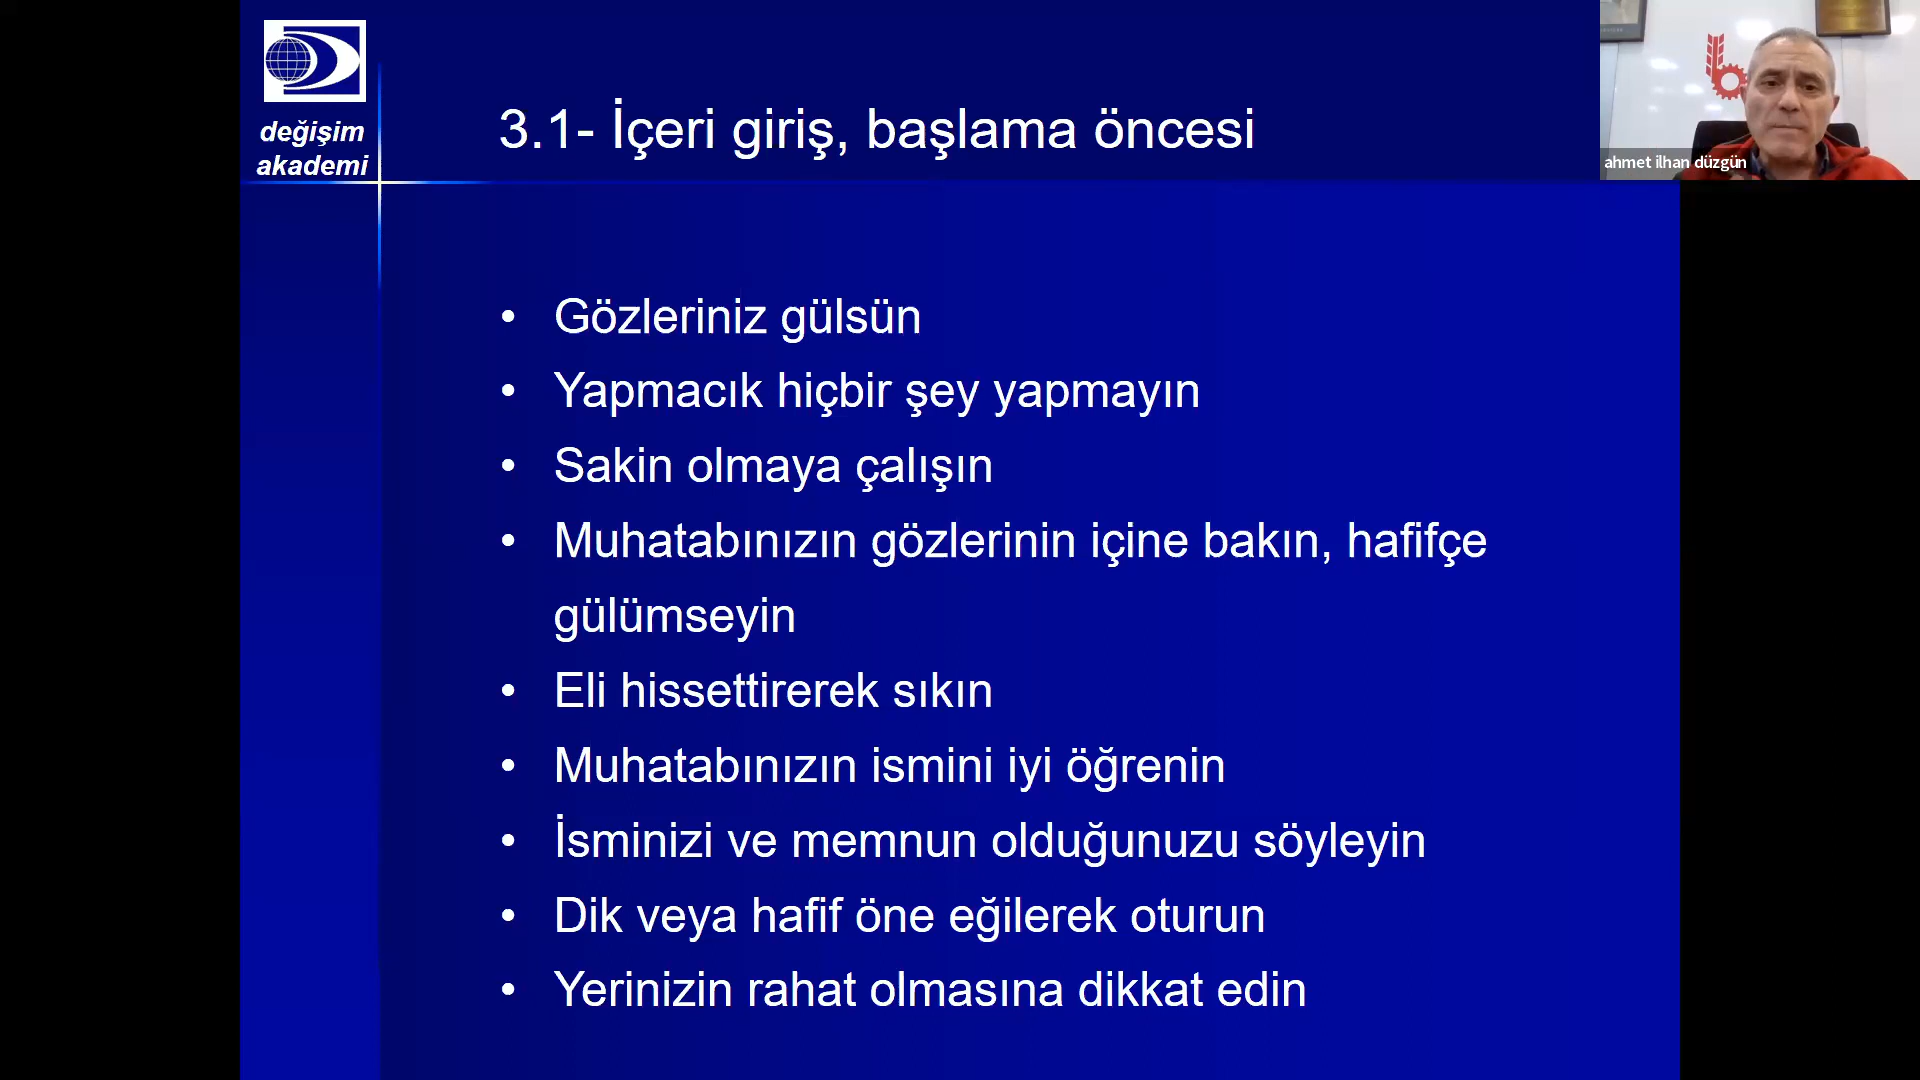 değişim
akademi
3.1- İçeri giriş, başlama öncesi
ahmet ilhan düzgün
• Gözleriniz gülsün
• Yapmacık hiçbir şey yapmayın
• Sakin olmaya çalışın
• Muhatabınızın gözlerinin içine bakın, hafifçe
gülümseyin
• Eli hissettirerek sıkın
• Muhatabınızın ismini iyi öğrenin
• İsminizi ve memnun olduğunuzu söyleyin
• Dik veya hafif öne eğilerek oturun
• Yerinizin rahat olmasına dikkat edin